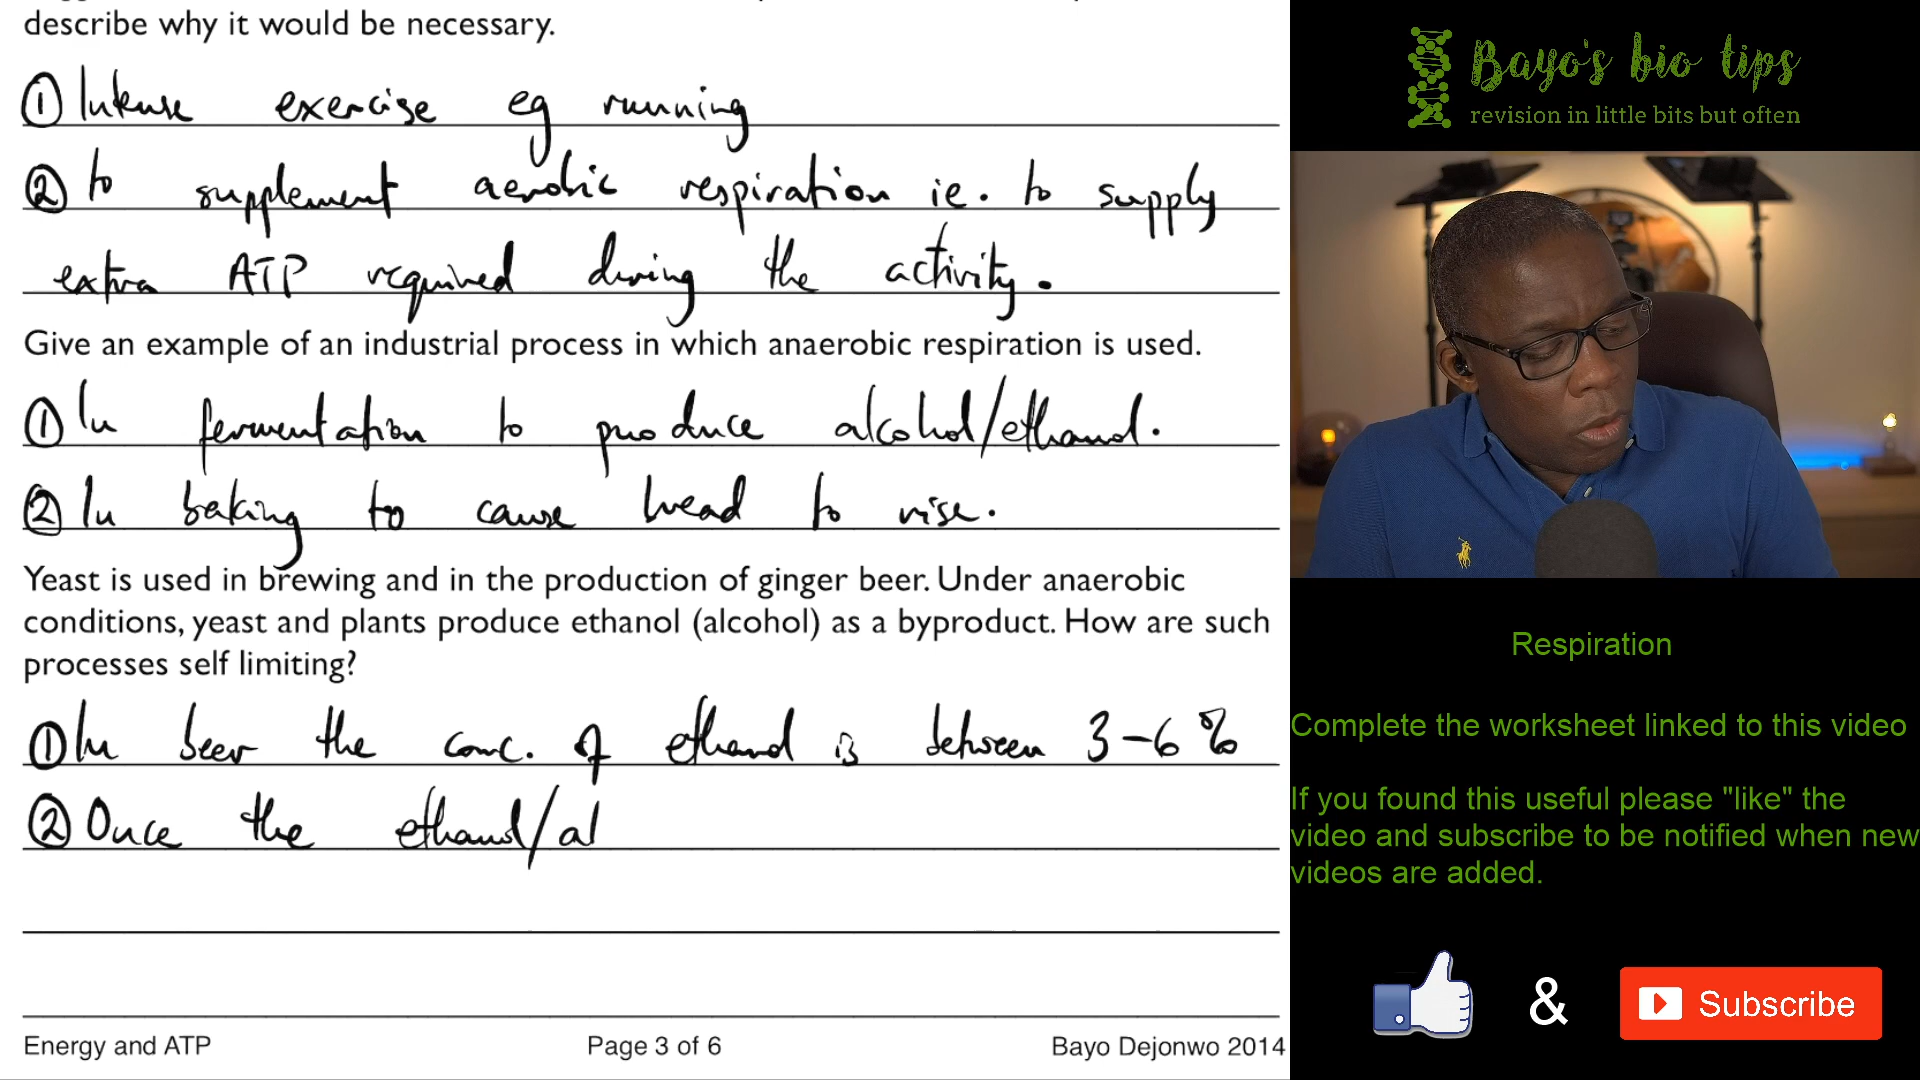 describe why it would be necessary.
① Intense exercise eg running
② to supplement aerobic respiration ie. to supply
extra ATP required during the activity.
Give an example of an industrial process in which anaerobic respiration is used.
① In fermentation to produce alcohol/ethanol.
② In baking to cause bread to rise.
Yeast is used in brewing and in the production of ginger beer. Under anaerobic
conditions, yeast and plants produce ethanol (alcohol) as a byproduct. How are such
processes self limiting?
① In beer the conc. of ethanol is between 3-6%
② Once the ethanol/al
Energy and ATP Page 3 of 6 Bayo Dejonwo 2014
Bayo's bio tips
revision in little bits but often
Respiration
Complete the worksheet linked to this video
If you found this useful please "like" the
video and subscribe to be notified when new
videos are added.
& Subscribe